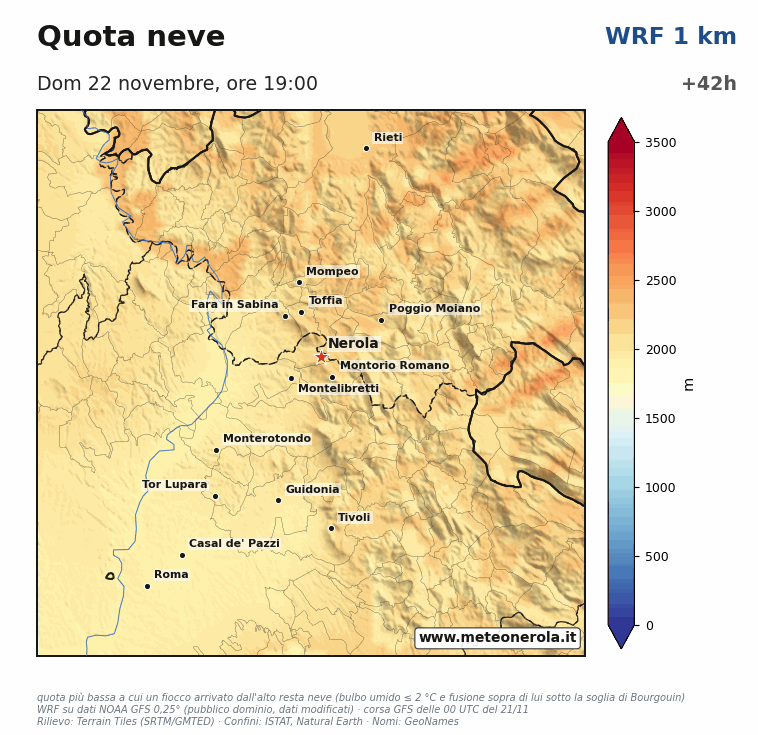 Quota neve
WRF 1 km
Dom 22 novembre, ore 19:00
+42h
Rieti
Mompeo
Toffia
Fara in Sabina
Poggio Moiano
Nerola
Montorio Romano
Montelibretti
Monterotondo
Tor Lupara
Guidonia
Tivoli
Casal de' Pazzi
Roma
www.meteonerola.it
3500
3000
2500
2000
1500
1000
500
0
m
quota più bassa a cui un fiocco arrivato dall'alto resta neve (bulbo umido ≤ 2 °C e fusione sopra di lui sotto la soglia di Bourgouin)
WRF su dati NOAA GFS 0,25° (pubblico dominio, dati modificati) · corsa GFS delle 00 UTC del 21/11
Rilievo: Terrain Tiles (SRTM/GMTED) · Confini: ISTAT, Natural Earth · Nomi: GeoNames